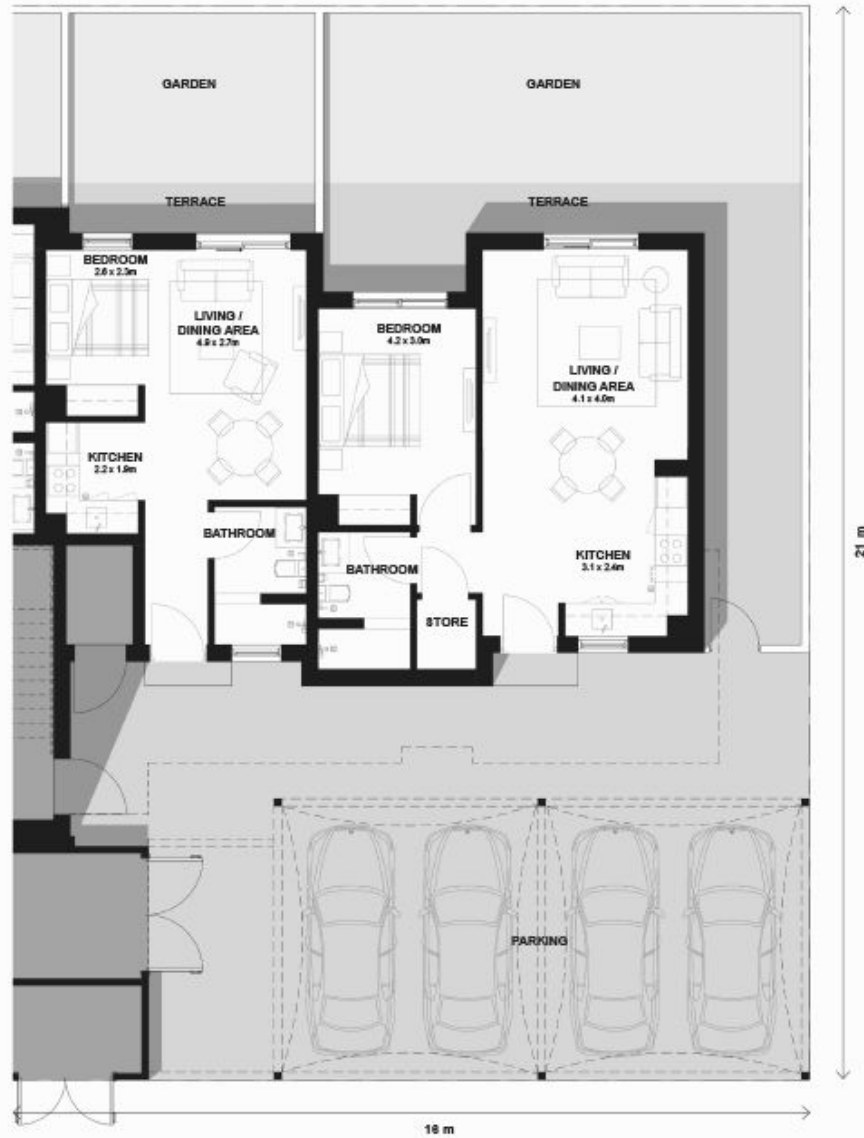 GARDEN
GARDEN
TERRACE
TERRACE
BEDROOM
2.6 x 2.3m
LIVING /
DINING AREA
4.9 x 2.7m
BEDROOM
4.2 x 3.0m
LIVING /
DINING AREA
4.1 x 4.0m
KITCHEN
2.2 x 1.9m
BATHROOM
BATHROOM
KITCHEN
3.1 x 2.4m
STORE
21 m
PARKING
16 m